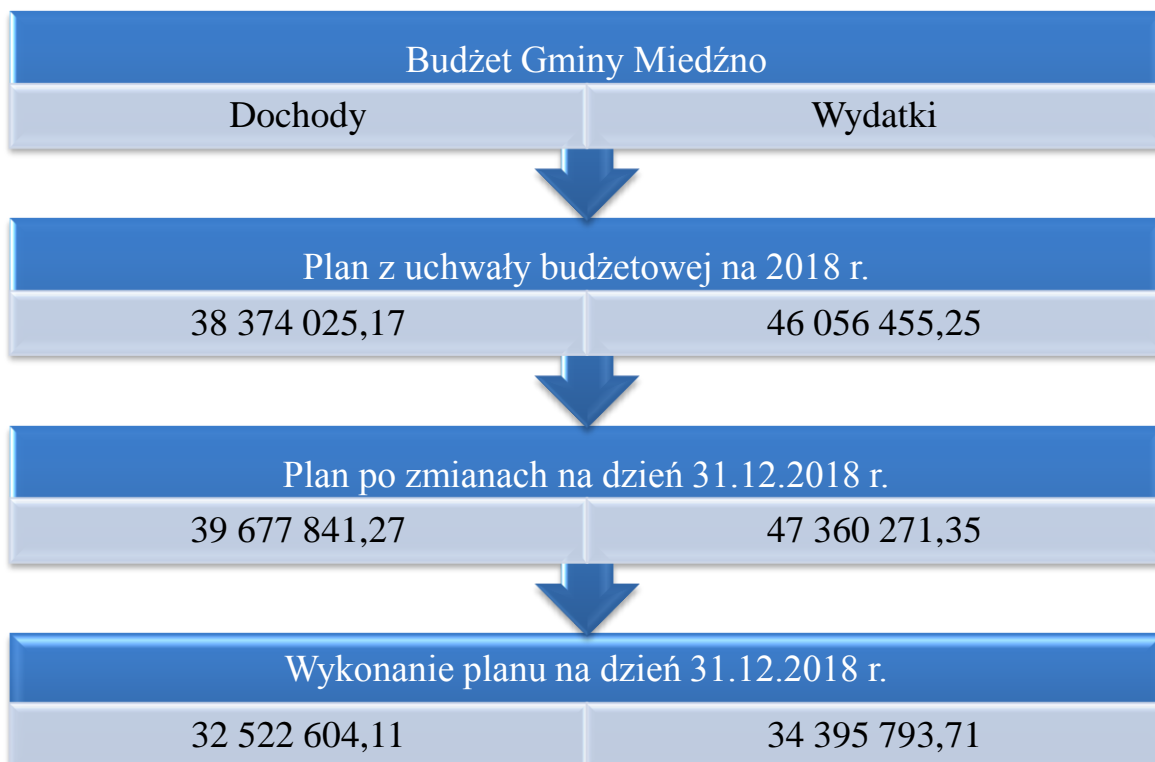 Budżet Gminy Miedźno
Dochody Wydatki
Plan z uchwały budżetowej na 2018 r.
38 374 025,17 46 056 455,25
Plan po zmianach na dzień 31.12.2018 r.
39 677 841,27 47 360 271,35
Wykonanie planu na dzień 31.12.2018 r.
32 522 604,11 34 395 793,71